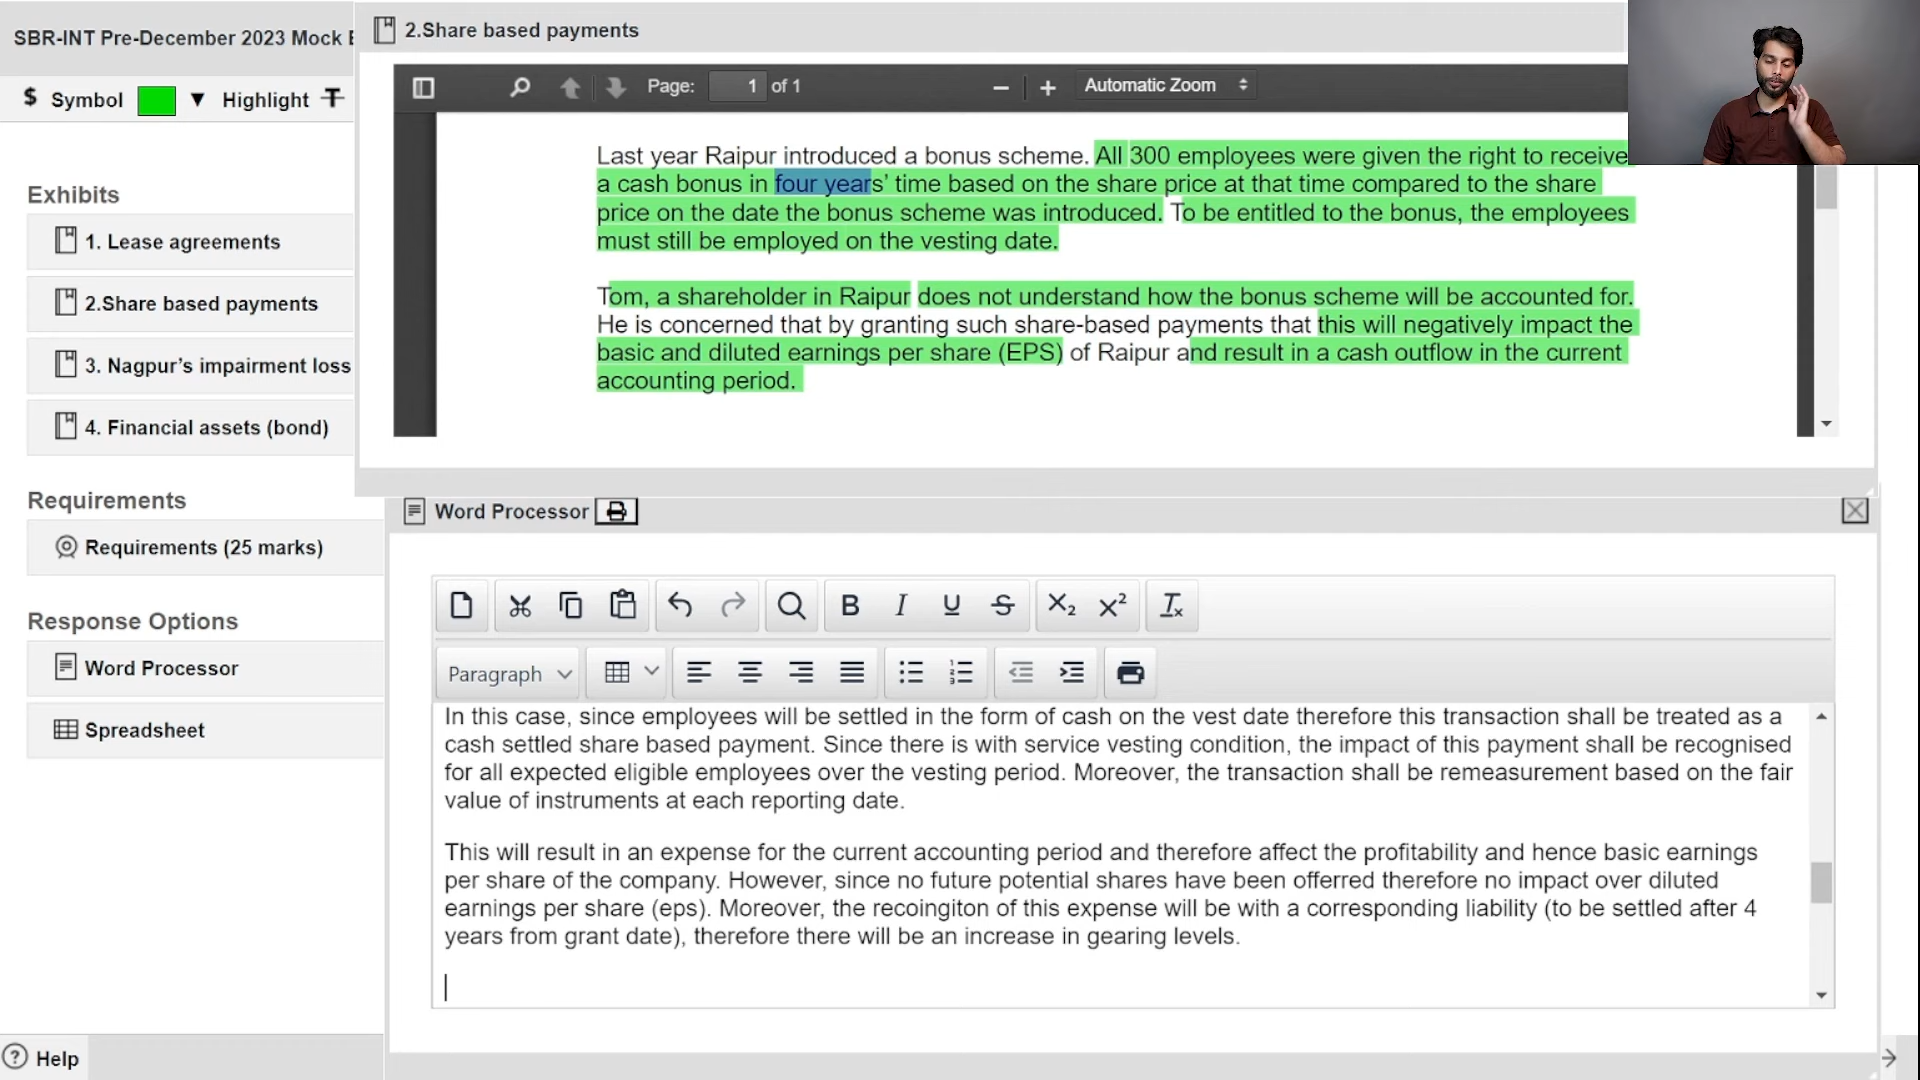 SBR-INT Pre-December 2023 Mock
2.Share based payments
$ Symbol ▼ Highlight
Page: 1 of 1
Automatic Zoom
Last year Raipur introduced a bonus scheme. All 300 employees were given the right to receive
a cash bonus in four years’ time based on the share price at that time compared to the share
price on the date the bonus scheme was introduced. To be entitled to the bonus, the employees
must still be employed on the vesting date.
Tom, a shareholder in Raipur does not understand how the bonus scheme will be accounted for.
He is concerned that by granting such share-based payments that this will negatively impact the
basic and diluted earnings per share (EPS) of Raipur and result in a cash outflow in the current
accounting period.
Exhibits
1. Lease agreements
2.Share based payments
3. Nagpur’s impairment loss
4. Financial assets (bond)
Requirements
Requirements (25 marks)
Response Options
Word Processor
Spreadsheet
Word Processor
Paragraph
In this case, since employees will be settled in the form of cash on the vest date therefore this transaction shall be treated as a
cash settled share based payment. Since there is with service vesting condition, the impact of this payment shall be recognised
for all expected eligible employees over the vesting period. Moreover, the transaction shall be remeasurement based on the fair
value of instruments at each reporting date.
This will result in an expense for the current accounting period and therefore affect the profitability and hence basic earnings
per share of the company. However, since no future potential shares have been offerred therefore no impact over diluted
earnings per share (eps). Moreover, the recoingiton of this expense will be with a corresponding liability (to be settled after 4
years from grant date), therefore there will be an increase in gearing levels.
Help